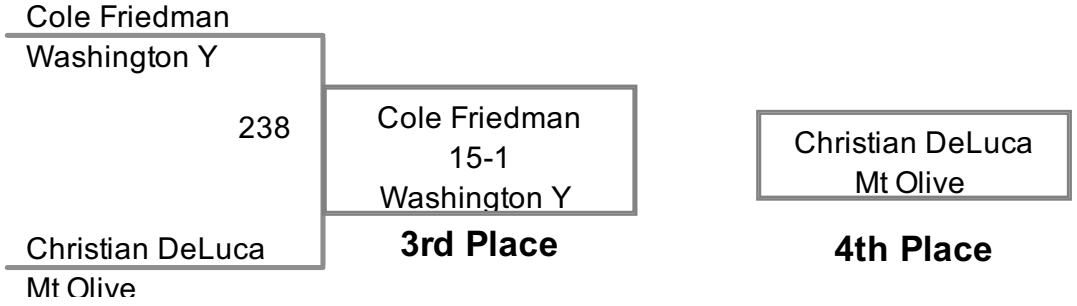 Cole Friedman
Washington Y
238
Christian DeLuca
Mt Olive
Cole Friedman
15-1
Washington Y
3rd Place
Christian DeLuca
Mt Olive
4th Place